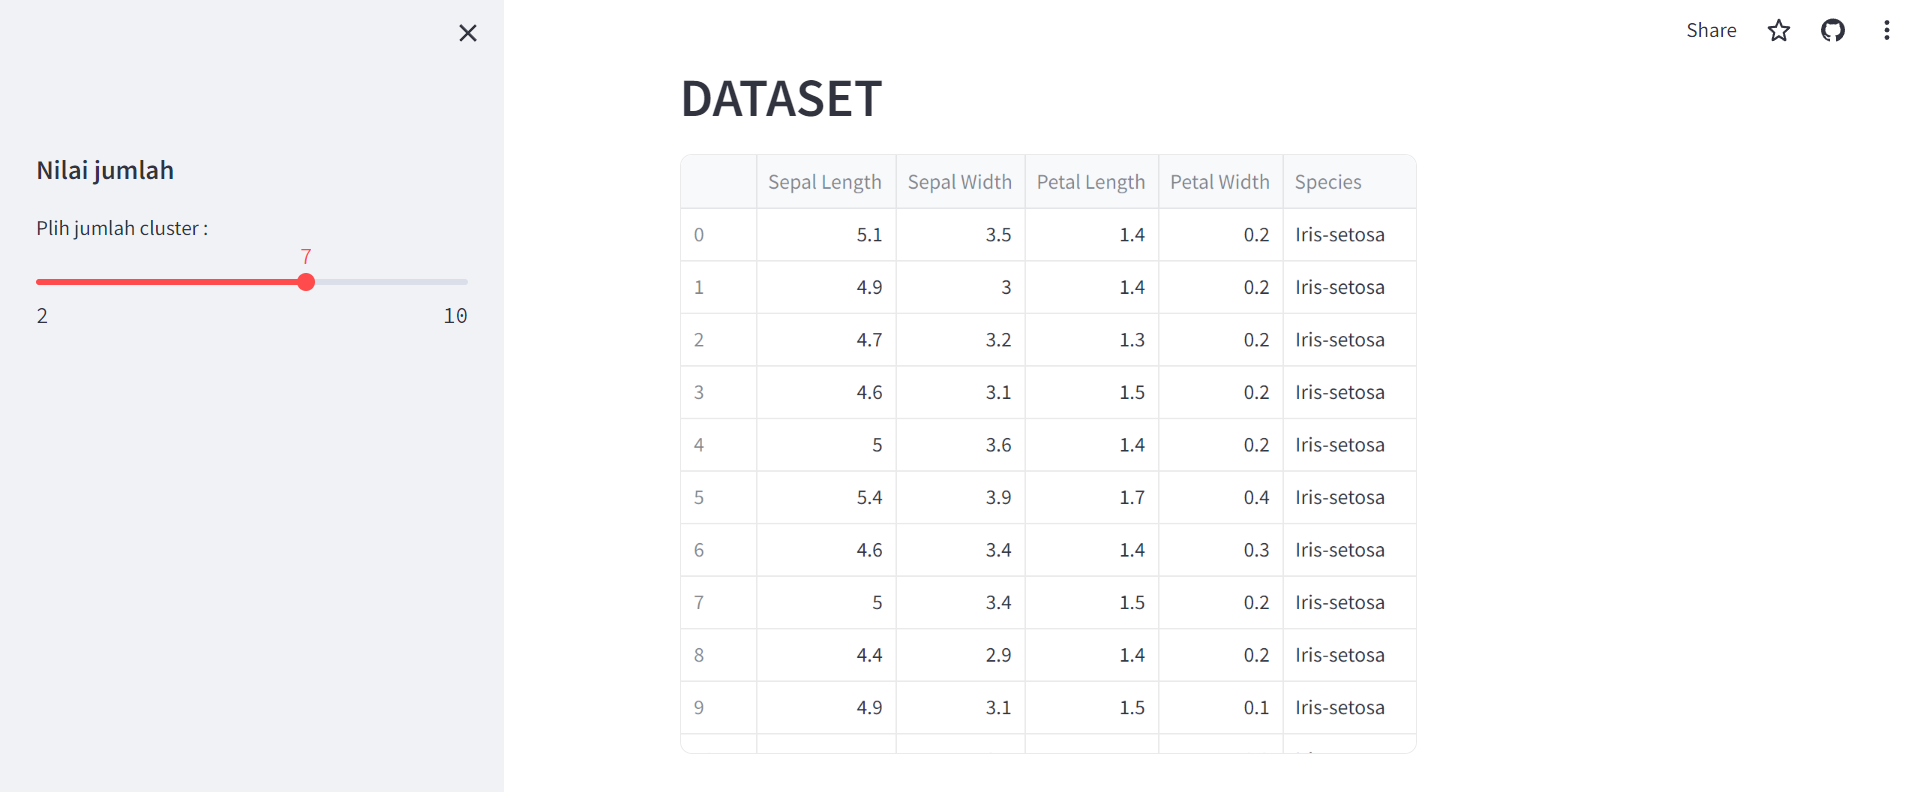 Share
Nilai jumlah
Plih jumlah cluster :
7
2 10
DATASET
Sepal Length Sepal Width Petal Length Petal Width Species
0 5.1 3.5 1.4 0.2 Iris-setosa
1 4.9 3 1.4 0.2 Iris-setosa
2 4.7 3.2 1.3 0.2 Iris-setosa
3 4.6 3.1 1.5 0.2 Iris-setosa
4 5 3.6 1.4 0.2 Iris-setosa
5 5.4 3.9 1.7 0.4 Iris-setosa
6 4.6 3.4 1.4 0.3 Iris-setosa
7 5 3.4 1.5 0.2 Iris-setosa
8 4.4 2.9 1.4 0.2 Iris-setosa
9 4.9 3.1 1.5 0.1 Iris-setosa